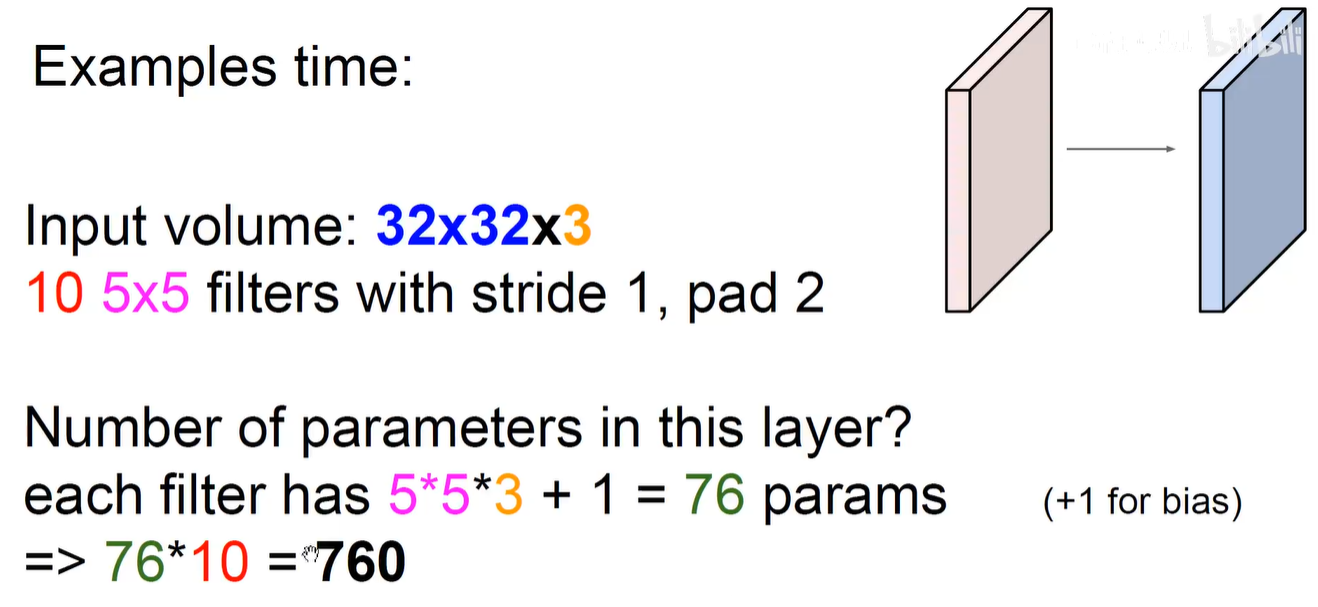 Examples time:
Input volume: 32x32x3
10 5x5 filters with stride 1, pad 2
Number of parameters in this layer?
each filter has 5*5*3 + 1 = 76 params (+1 for bias)
=> 76*10 = 760
bilibili